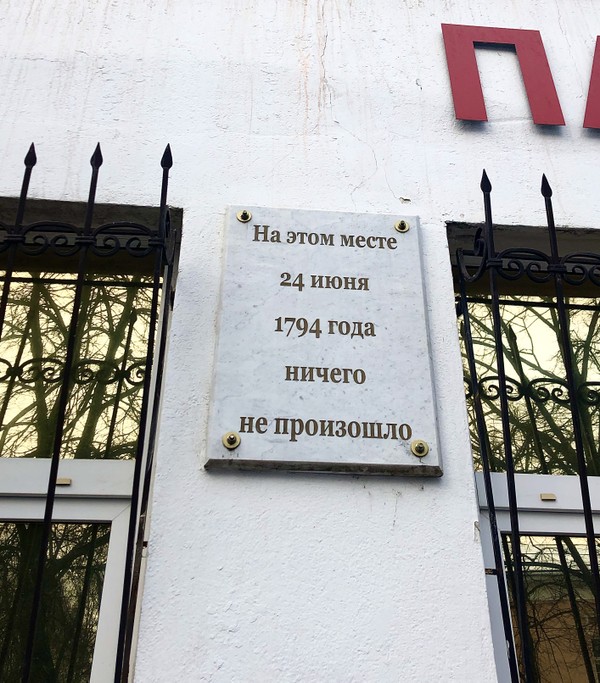 П
На этом месте
24 июня
1794 года
ничего
не произошло